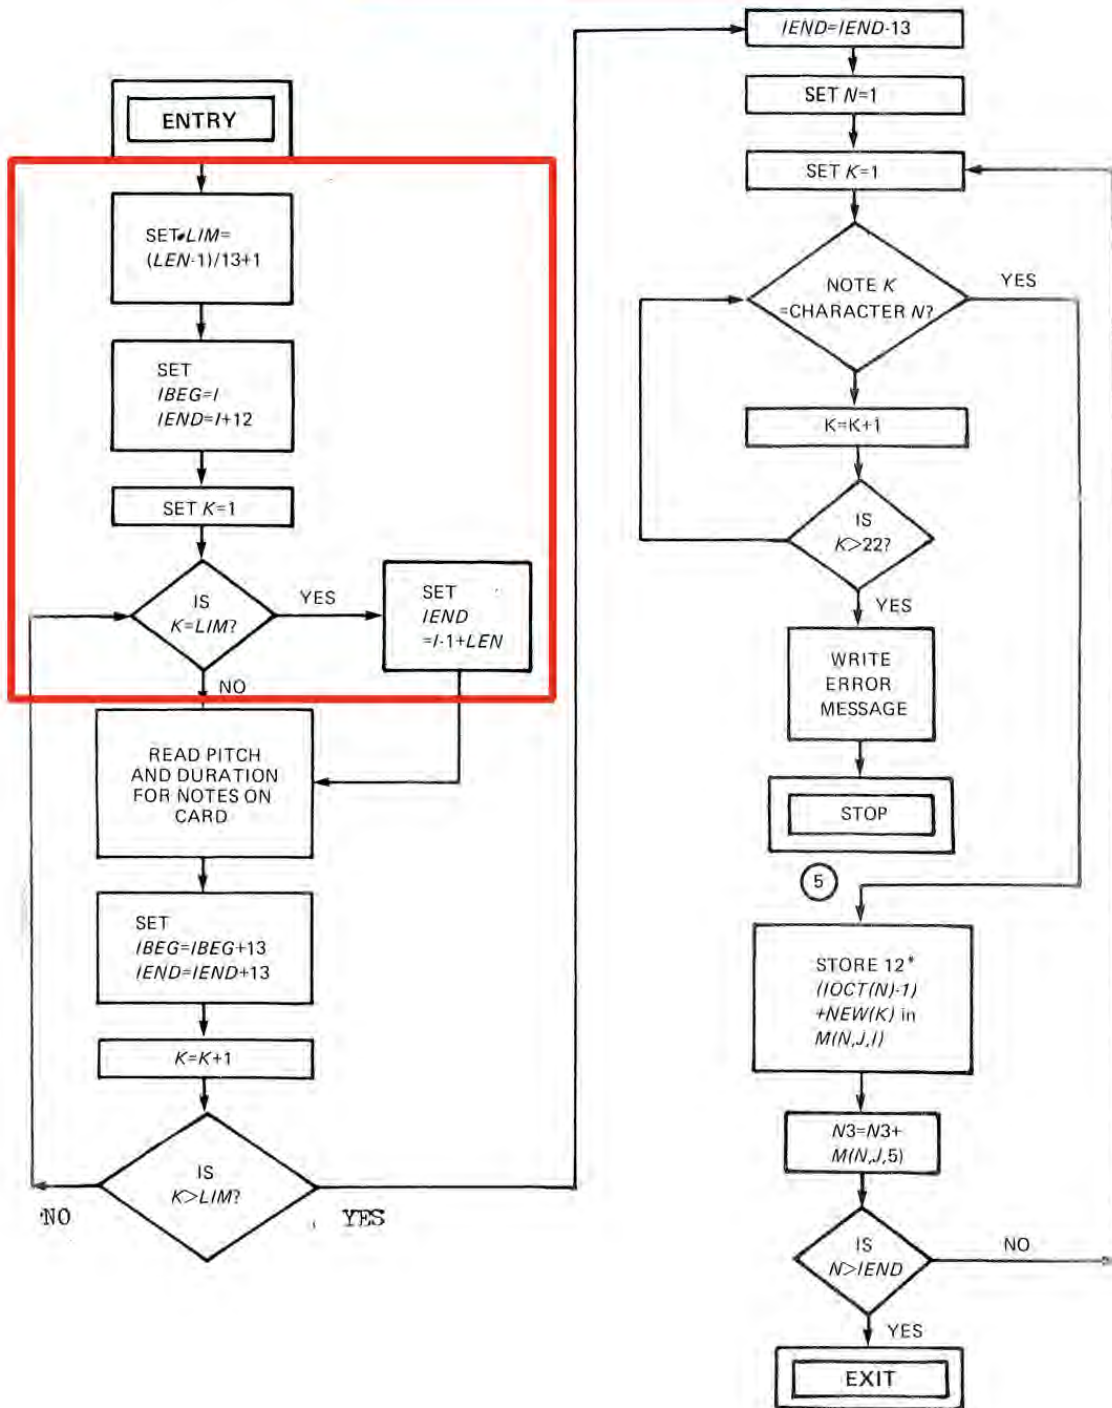 ENTRY
SET LIM=
(LEN-1)/13+1
SET
IBEG=I
IEND=I+12
SET K=1
IS
K=LIM?
YES
SET
IEND
=I-1+LEN
NO
READ PITCH
AND DURATION
FOR NOTES ON
CARD
SET
IBEG=IBEG+13
IEND=IEND+13
K=K+1
IS
K>LIM?
NO
YES
IEND=IEND-13
SET N=1
SET K=1
NOTE K
=CHARACTER N?
YES
K=K+1
IS
K>22?
YES
WRITE
ERROR
MESSAGE
STOP
5
STORE 12*
(IOCT(N)-1)
+NEW(K) in
M(N,J,I)
N3=N3+
M(N,J,5)
IS
N>IEND
NO
YES
EXIT